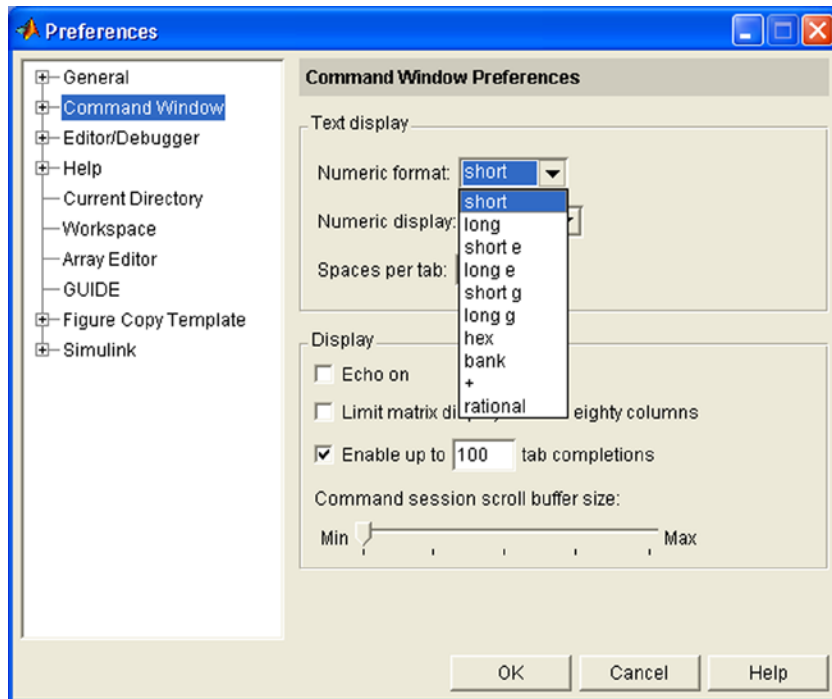 Preferences
General
Command Window
Editor/Debugger
Help
Current Directory
Workspace
Array Editor
GUIDE
Figure Copy Template
Simulink
Command Window Preferences
Text display
Numeric format: short
short
long
short e
long e
short g
long g
hex
bank
+
rational
Numeric display:
Spaces per tab:
Display
Echo on
Limit matrix eighty columns
Enable up to 100 tab completions
Command session scroll buffer size:
Min Max
OK Cancel Help